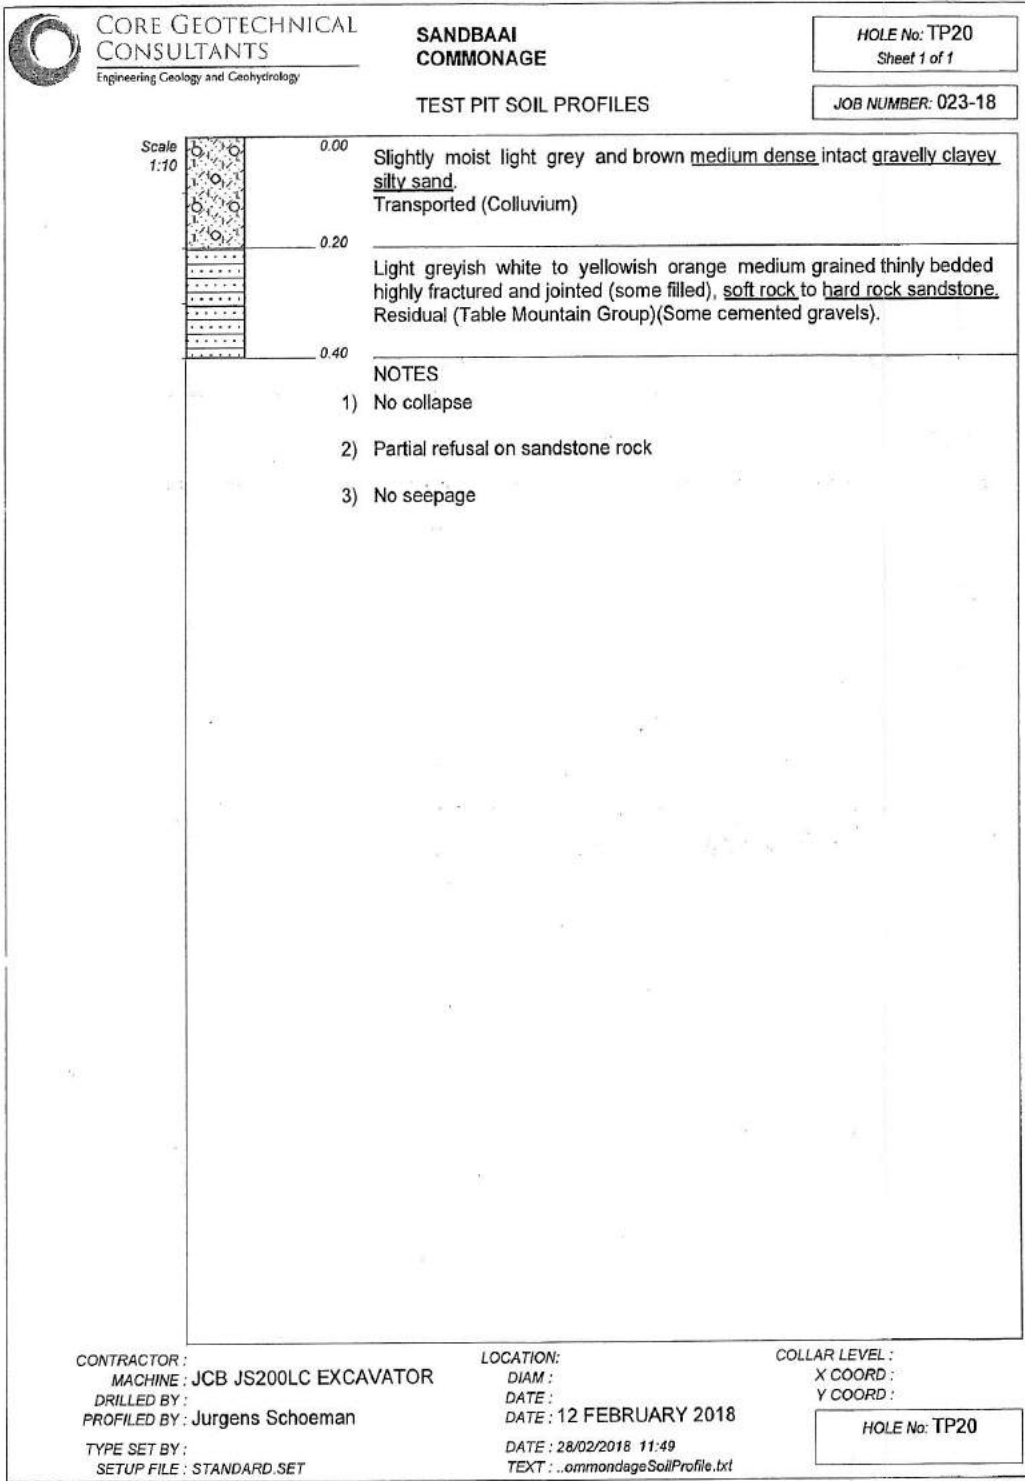 CORE GEOTECHNICAL
CONSULTANTS
Engineering Geology and Geohydrology
SANDBAAI
COMMONAGE
TEST PIT SOIL PROFILES
HOLE No: TP20
Sheet 1 of 1
JOB NUMBER: 023-18
Scale
1:10
0.00
Slightly moist light grey and brown medium dense intact gravelly clayey
silty sand.
Transported (Colluvium)
0.20
Light greyish white to yellowish orange medium grained thinly bedded
highly fractured and jointed (some filled), soft rock to hard rock sandstone.
Residual (Table Mountain Group)(Some cemented gravels).
0.40
NOTES
1) No collapse
2) Partial refusal on sandstone rock
3) No seepage
CONTRACTOR :
MACHINE : JCB JS200LC EXCAVATOR
DRILLED BY :
PROFILED BY : Jurgens Schoeman
TYPE SET BY :
SETUP FILE : STANDARD.SET
LOCATION:
DIAM :
DATE :
DATE : 12 FEBRUARY 2018
DATE : 28/02/2018 11:49
TEXT : ..ommondageSoilProfile.txt
COLLAR LEVEL :
X COORD :
Y COORD :
HOLE No: TP20